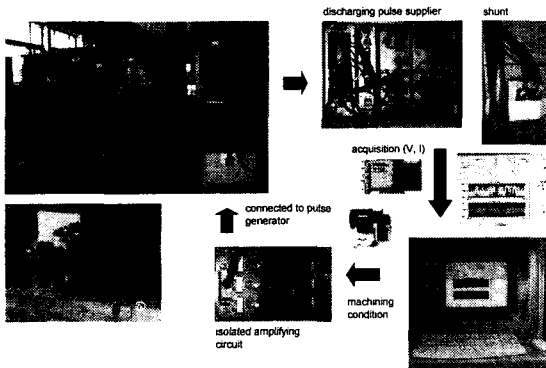 discharging pulse supplier
shunt
acquisition (V, I)
connected to pulse
generator
machining
condition
isolated amplifying
circuit